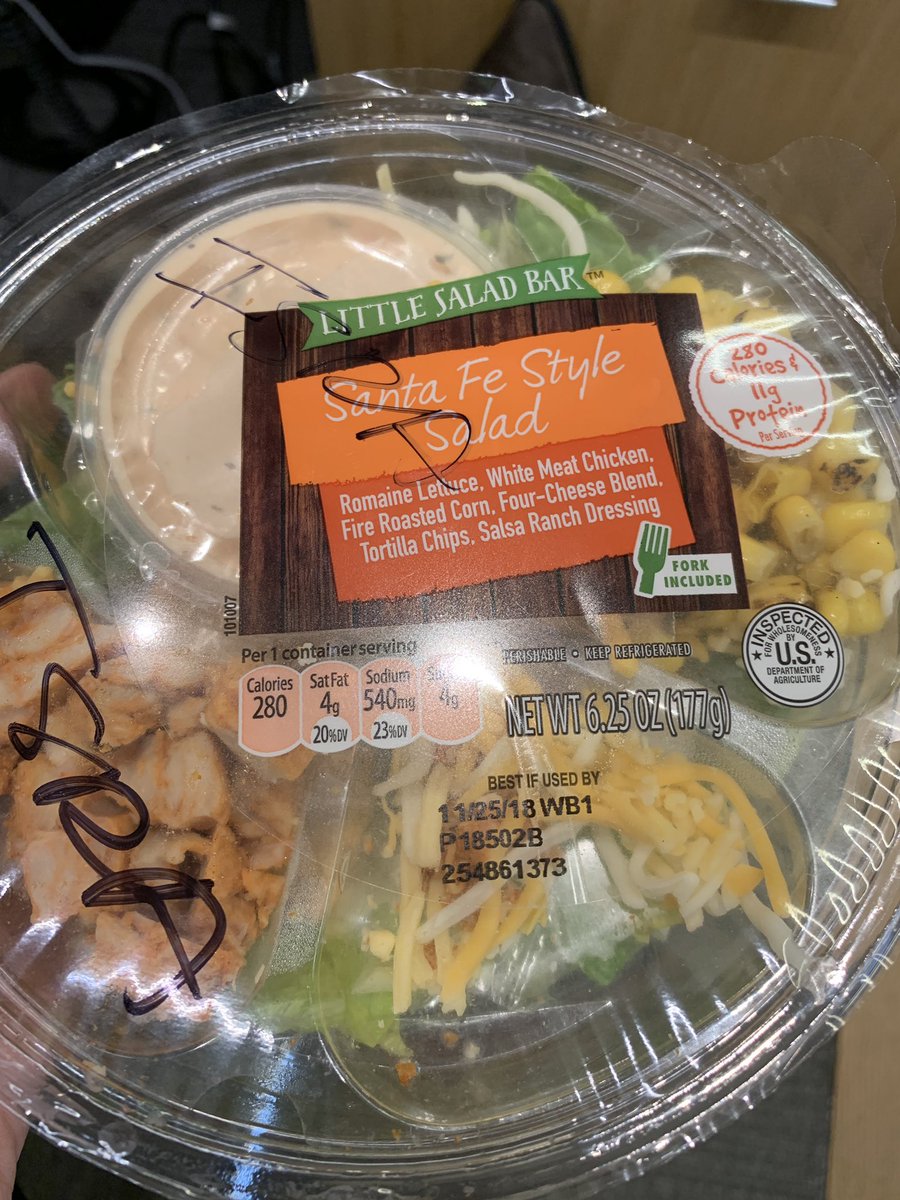 LITTLE SALAD BAR™
Santa Fe Style
Salad
Romaine Lettuce, White Meat Chicken,
Fire Roasted Corn, Four-Cheese Blend,
Tortilla Chips, Salsa Ranch Dressing
FORK
INCLUDED
280
Calories &
11g
Protein
Per
101007
Per 1 container serving
Calories
280
Sat Fat
4g
20%DV
Sodium
540mg
23%DV
4g
PERISHABLE • KEEP REFRIGERATED
NET WT 6.25 OZ (177g)
INSPECTED
FOR WHOLESOMENESS
BY
U.S.
DEPARTMENT OF
AGRICULTURE
BEST IF USED BY
11/25/18 WB1
P18502B
254861373